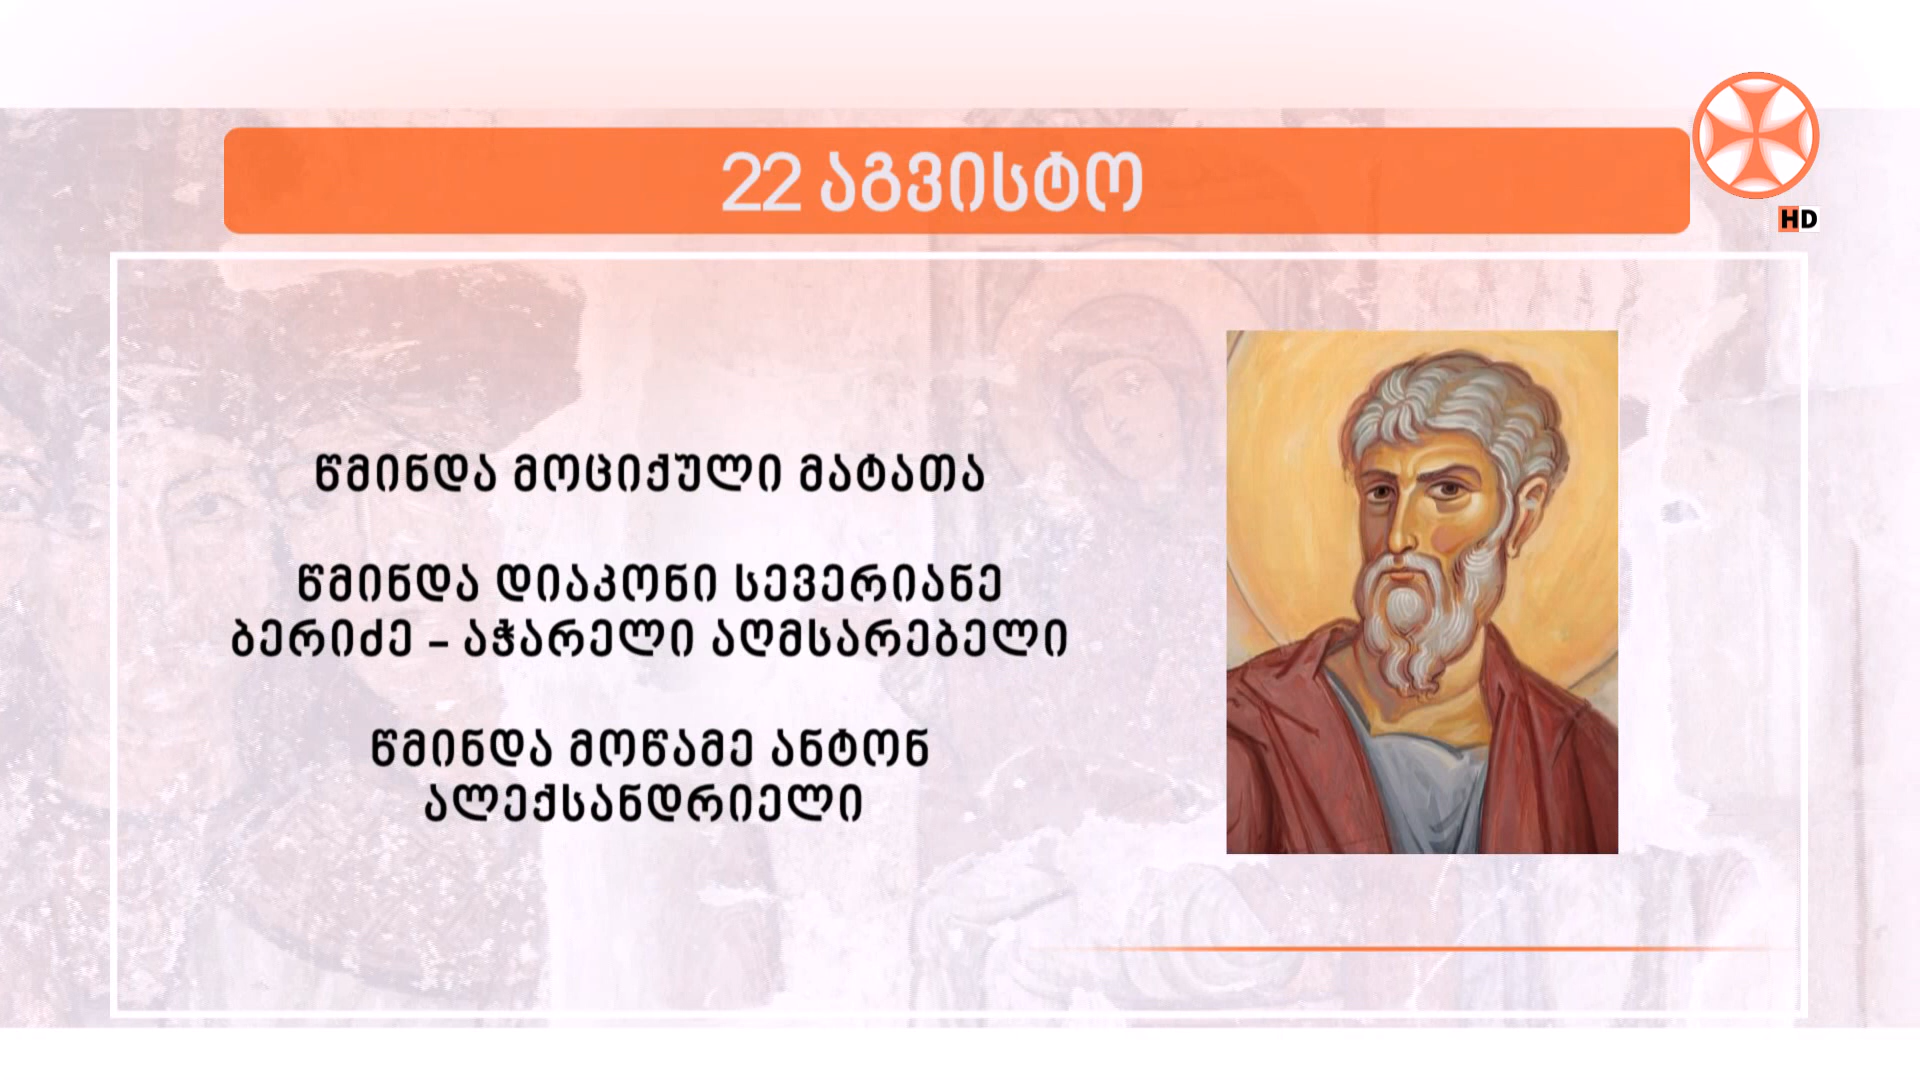 22 აგვისტო
HD
წმინდა მოციქული მატათა
წმინდა დიაკონი სევერიანე
ბერიძე – აჭარელი აღმსარებელი
წმინდა მოწამე ანტონ
ალექსანდრიელი